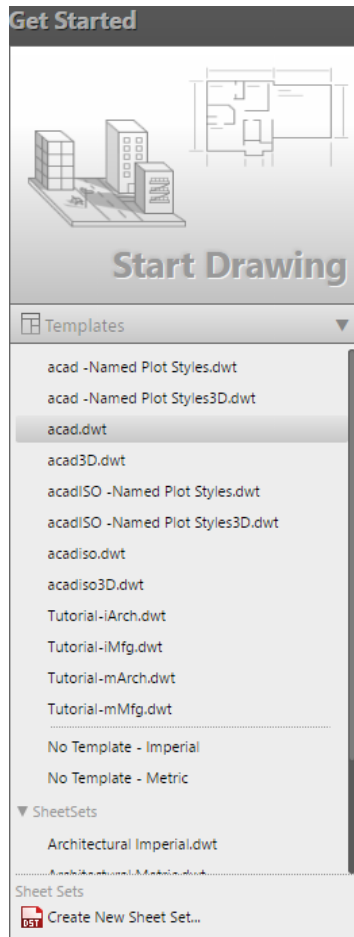 Get Started
Start Drawing
Templates
acad -Named Plot Styles.dwt
acad -Named Plot Styles3D.dwt
acad.dwt
acad3D.dwt
acadISO -Named Plot Styles.dwt
acadISO -Named Plot Styles3D.dwt
acadiso.dwt
acadiso3D.dwt
Tutorial-iArch.dwt
Tutorial-iMfg.dwt
Tutorial-mArch.dwt
Tutorial-mMfg.dwt
No Template - Imperial
No Template - Metric
SheetSets
Architectural Imperial.dwt
Architectural Metric.dwt
Sheet Sets
DST Create New Sheet Set...